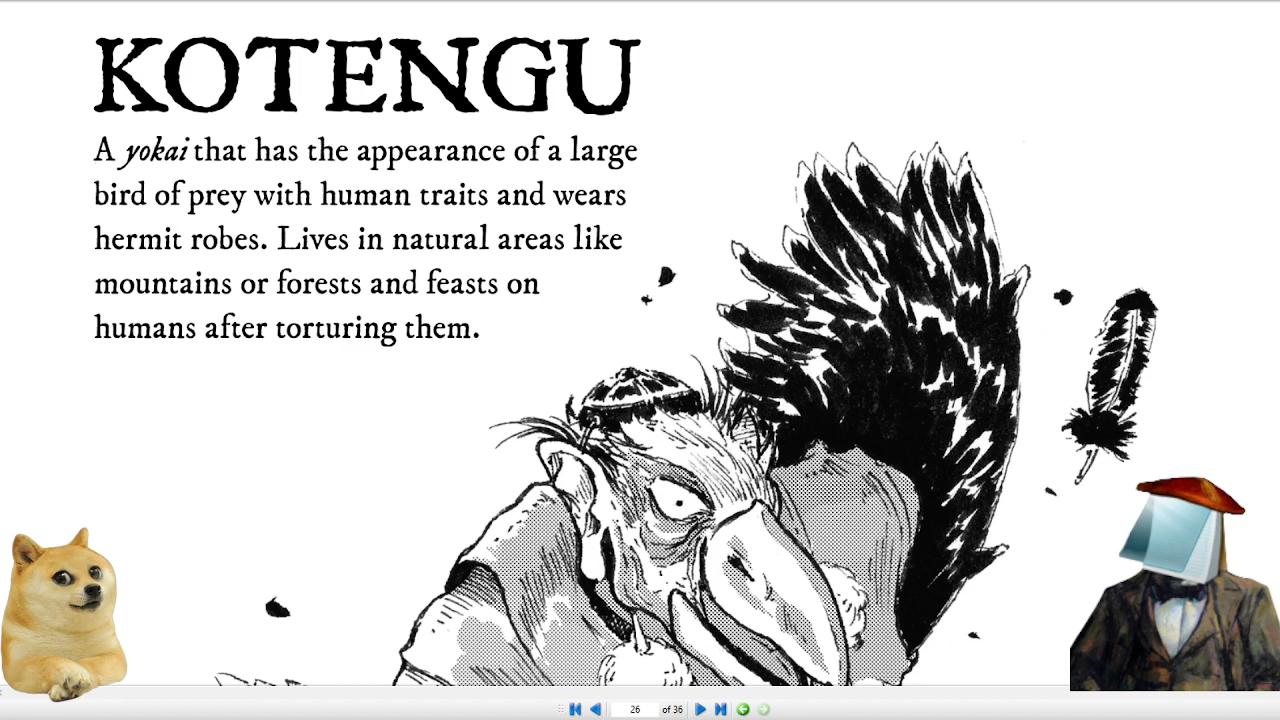 KOTENGU
A yokai that has the appearance of a large
bird of prey with human traits and wears
hermit robes. Lives in natural areas like
mountains or forests and feasts on
humans after torturing them.
26 of 36